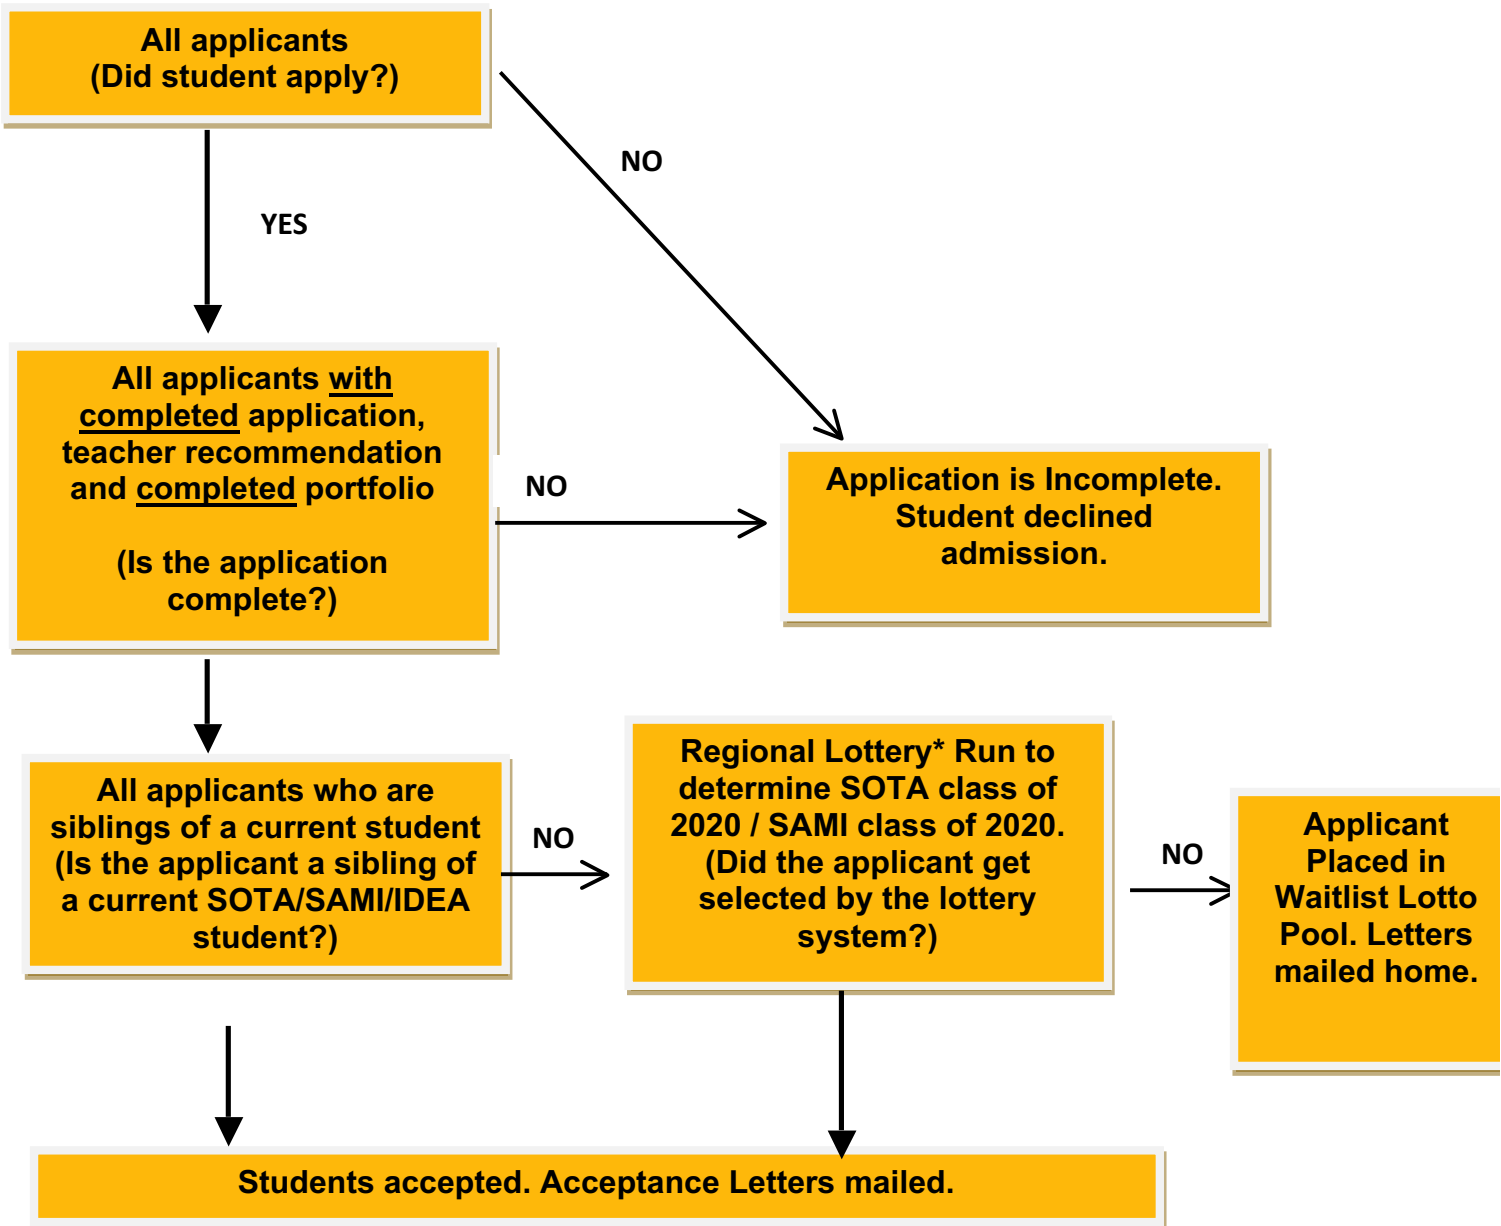 All applicants
(Did student apply?)
NO
YES
All applicants with
completed application,
teacher recommendation
and completed portfolio
(Is the application
complete?)
NO
Application is Incomplete.
Student declined
admission.
All applicants who are
siblings of a current student
(Is the applicant a sibling of
a current SOTA/SAMI/IDEA
student?)
NO
Regional Lottery* Run to
determine SOTA class of
2020 / SAMI class of 2020.
(Did the applicant get
selected by the lottery
system?)
NO
Applicant
Placed in
Waitlist Lotto
Pool. Letters
mailed home.
Students accepted. Acceptance Letters mailed.